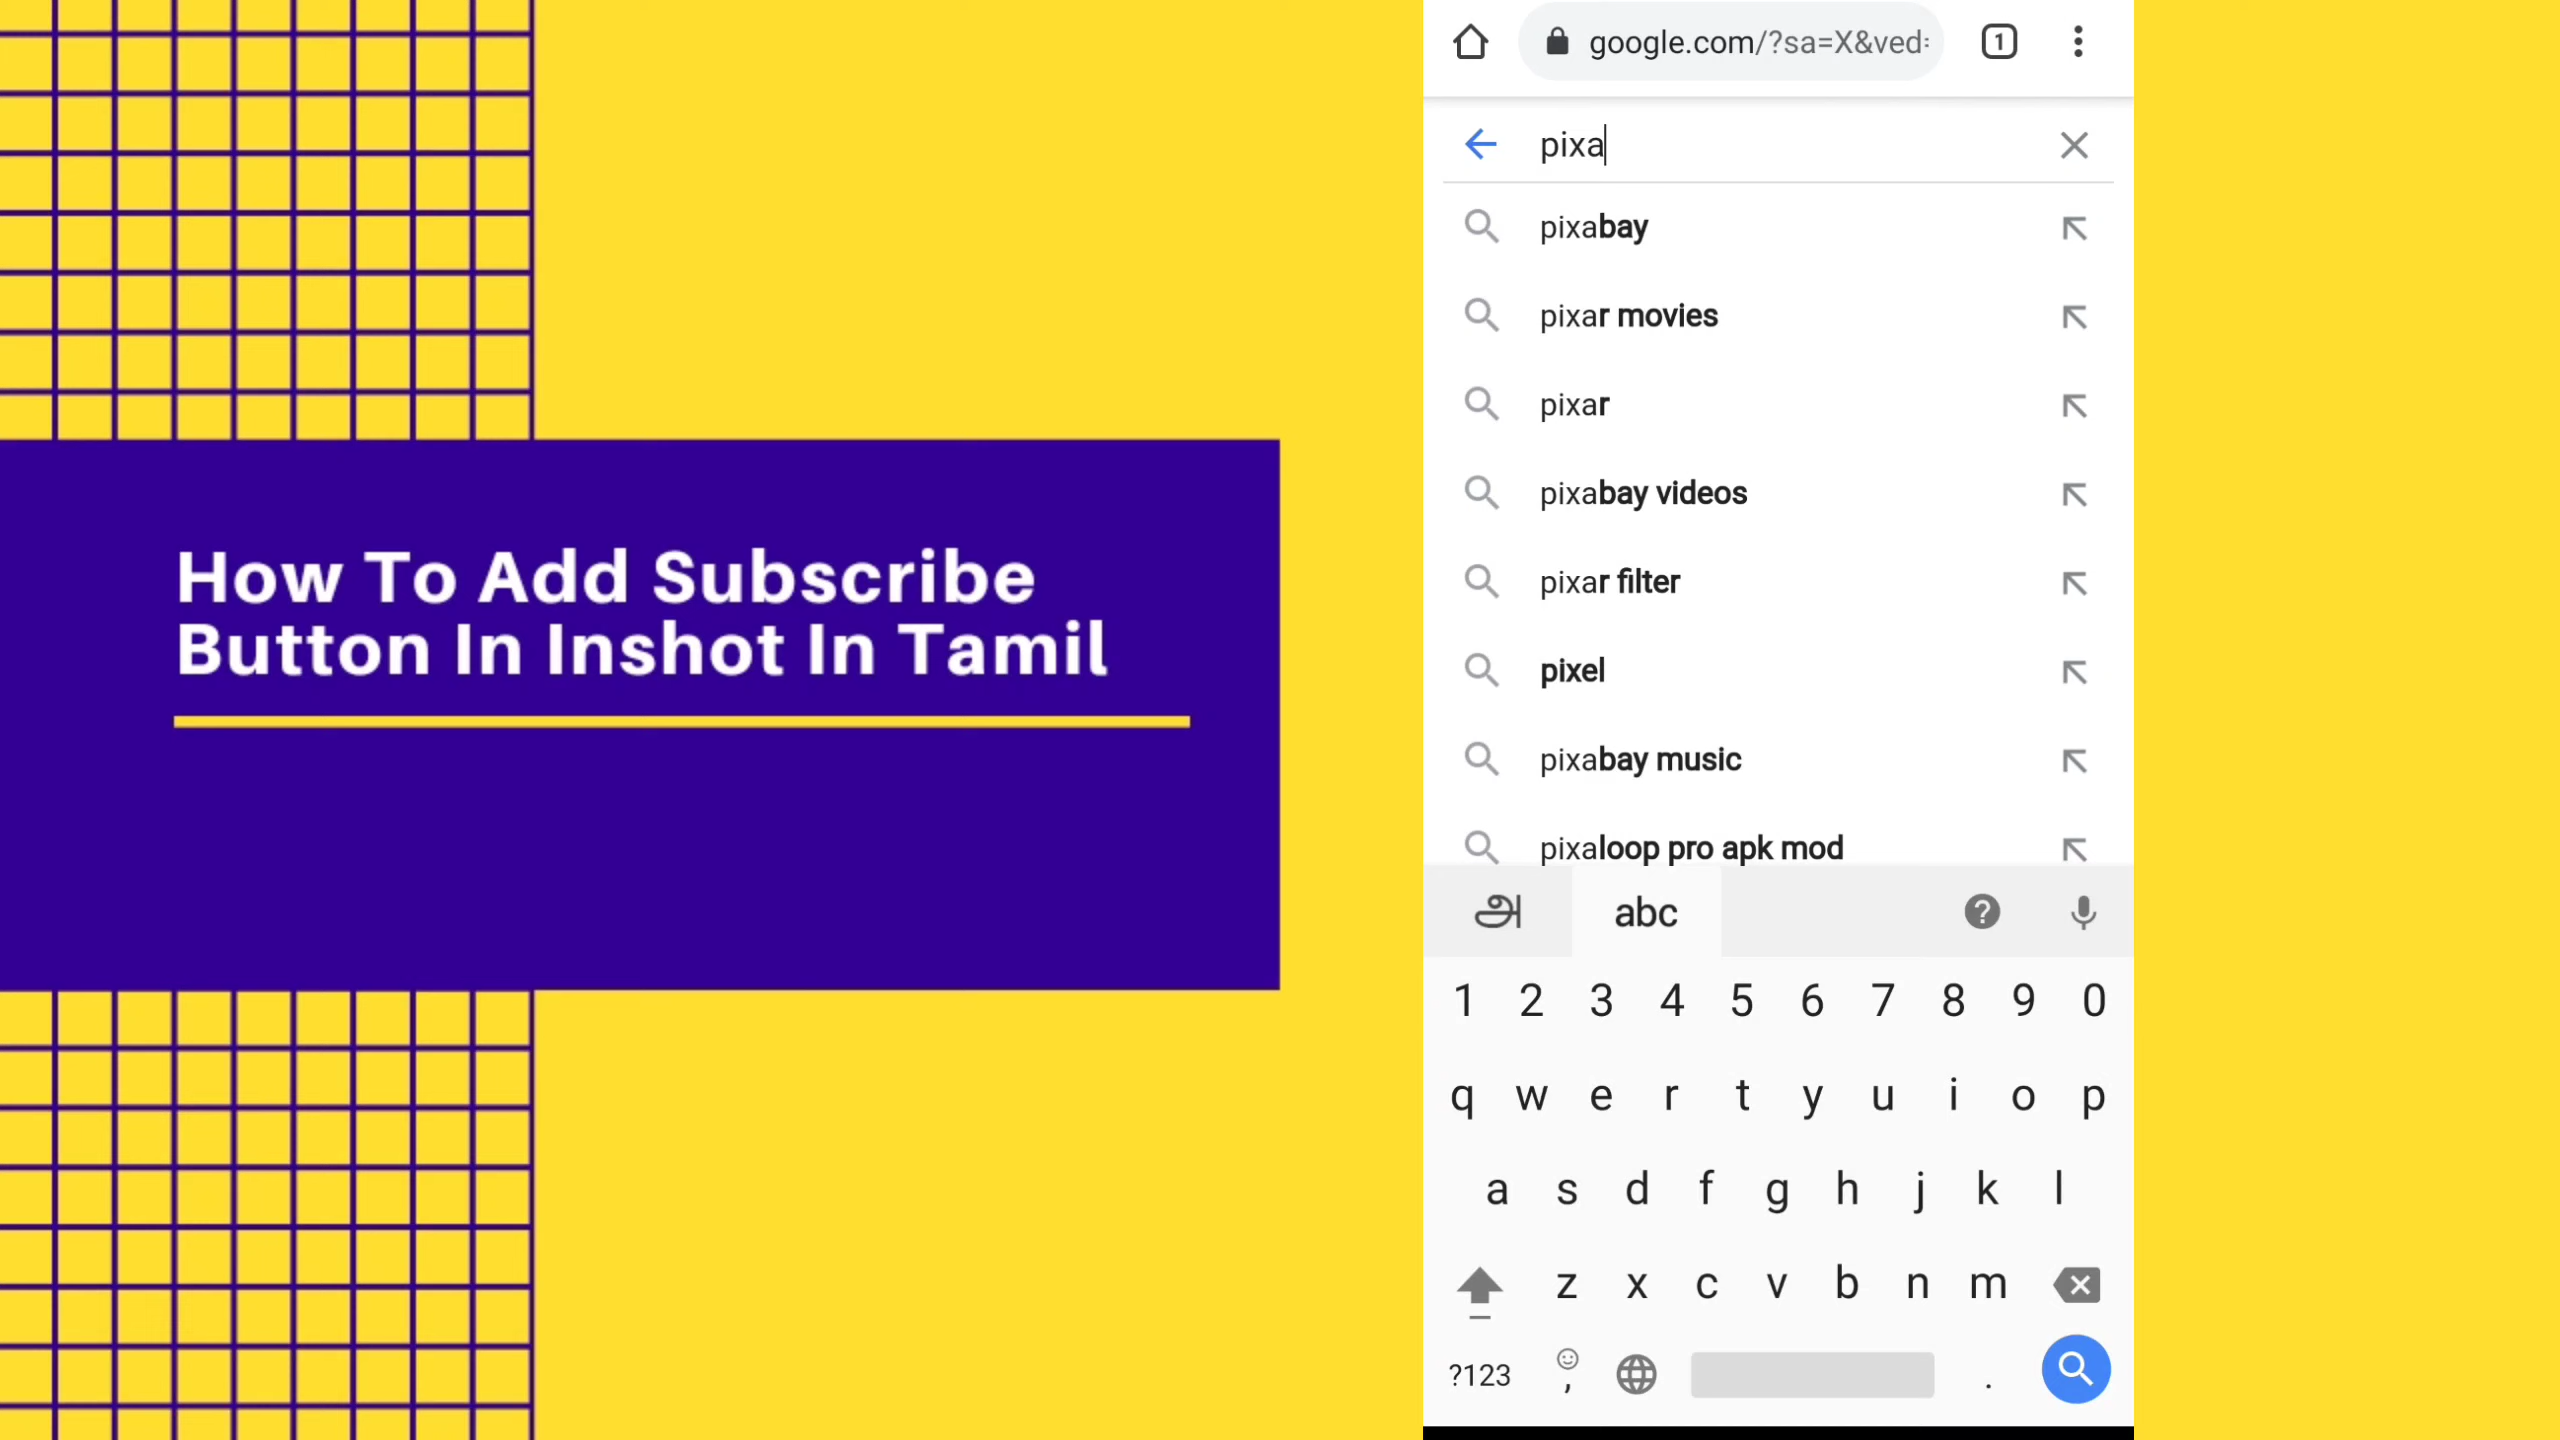 How To Add Subscribe
Button In Inshot In Tamil
google.com/?sa=X&ved=
1
pixa
pixabay
pixar movies
pixar
pixabay videos
pixar filter
pixel
pixabay music
pixaloop pro apk mod
அ abc
1 2 3 4 5 6 7 8 9 0
q w e r t y u i o p
a s d f g h j k l
z x c v b n m
?123 , .